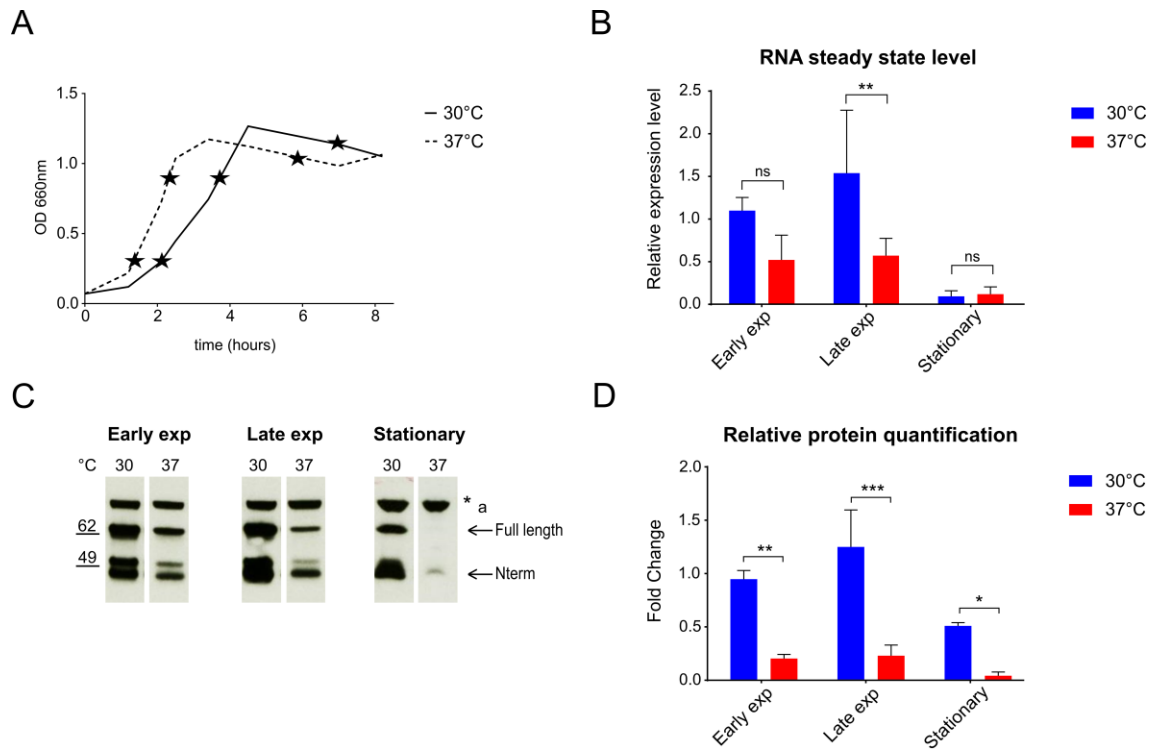 A
OD 660nm
1.5
1.0
0.5
0.0
0 2 4 6 8
time (hours)
30°C
37°C
B
RNA steady state level
Relative expression level
2.5
2.0
1.5
1.0
0.5
0.0
ns
**
ns
Early exp
Late exp
Stationary
30°C
37°C
C
Early exp Late exp Stationary
°C 30 37 30 37 30 37
* a
62
Full length
49
Nterm
D
Relative protein quantification
Fold Change
2.0
1.5
1.0
0.5
0.0
**
***
*
Early exp
Late exp
Stationary
30°C
37°C